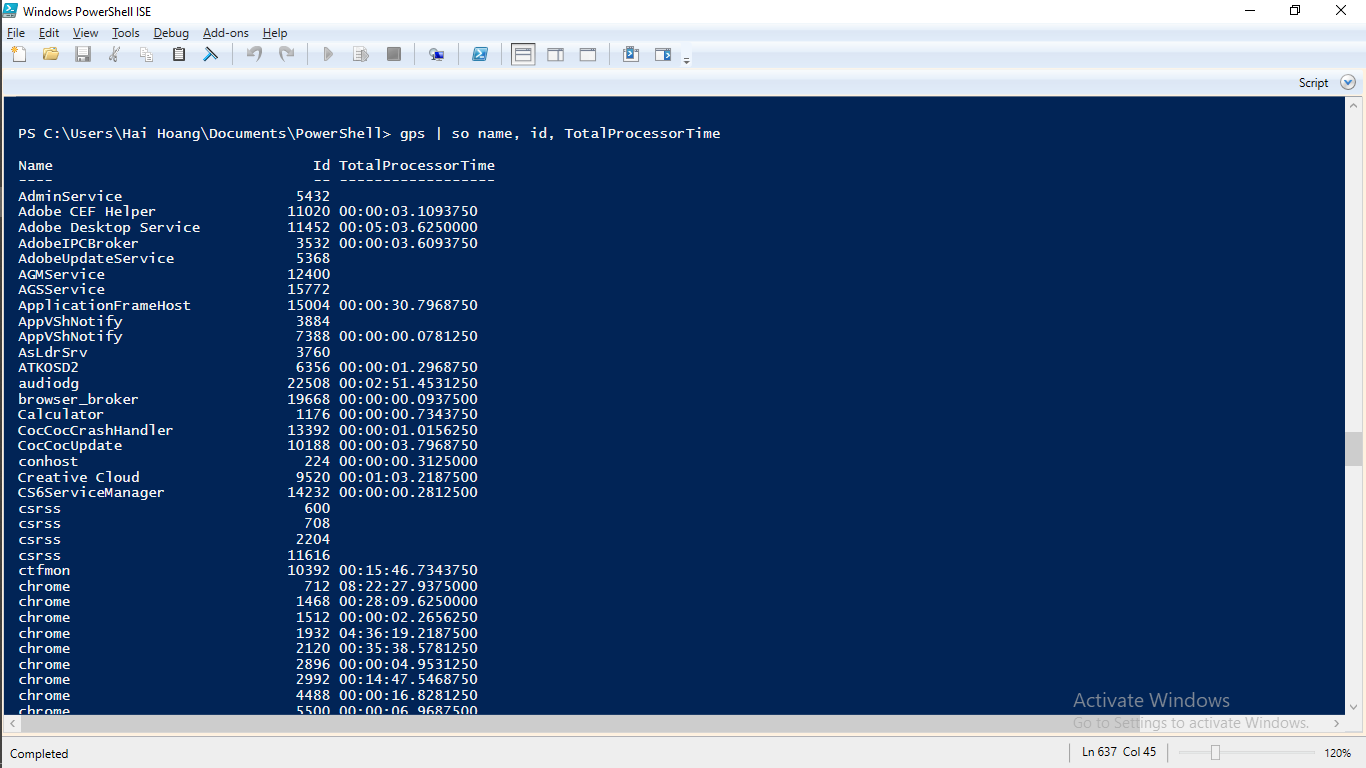 Windows PowerShell ISE
File Edit View Tools Debug Add-ons Help
Script
PS C:\Users\Hai Hoang\Documents\PowerShell> gps | so name, id, TotalProcessorTime
Name Id TotalProcessorTime
---- -- ------------------
AdminService 5432
Adobe CEF Helper 11020 00:00:03.1093750
Adobe Desktop Service 11452 00:05:03.6250000
AdobeIPCBroker 3532 00:00:03.6093750
AdobeUpdateService 5368
AGMService 12400
AGSService 15772
ApplicationFrameHost 15004 00:00:30.7968750
AppVShNotify 3884
AppVShNotify 7388 00:00:00.0781250
AsLdrSrv 3760
ATKOSD2 6356 00:00:01.2968750
audiodg 22508 00:02:51.4531250
browser_broker 19668 00:00:00.0937500
Calculator 1176 00:00:00.7343750
CocCocCrashHandler 13392 00:00:01.0156250
CocCocUpdate 10188 00:00:03.7968750
conhost 224 00:00:00.3125000
Creative Cloud 9520 00:01:03.2187500
CS6ServiceManager 14232 00:00:00.2812500
csrss 600
csrss 708
csrss 2204
csrss 11616
ctfmon 10392 00:15:46.7343750
chrome 712 08:22:27.9375000
chrome 1468 00:28:09.6250000
chrome 1512 00:00:02.2656250
chrome 1932 04:36:19.2187500
chrome 2120 00:35:38.5781250
chrome 2896 00:00:04.9531250
chrome 2992 00:14:47.5468750
chrome 4488 00:00:16.8281250
chrome 5500 00:00:06.9687500
Activate Windows
Go to Settings to activate Windows.
Completed
Ln 637 Col 45
120%